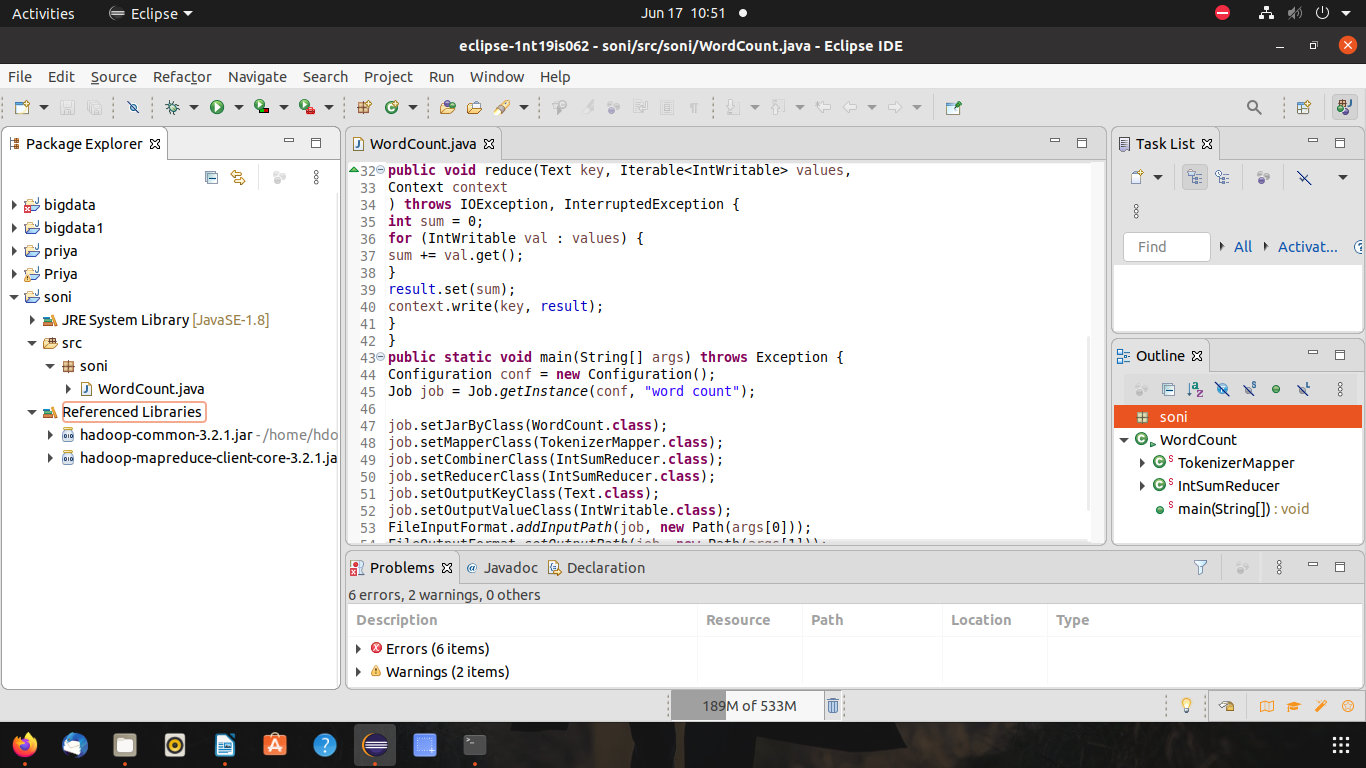 Activities Eclipse Jun 17 10:51
eclipse-1nt19is062 - soni/src/soni/WordCount.java - Eclipse IDE
File Edit Source Refactor Navigate Search Project Run Window Help
Package Explorer
bigdata
bigdata1
priya
Priya
soni
JRE System Library [JavaSE-1.8]
src
soni
WordCount.java
Referenced Libraries
hadoop-common-3.2.1.jar - /home/hdo
hadoop-mapreduce-client-core-3.2.1.ja
WordCount.java
32 public void reduce(Text key, Iterable<IntWritable> values,
33 Context context
34 ) throws IOException, InterruptedException {
35 int sum = 0;
36 for (IntWritable val : values) {
37 sum += val.get();
38 }
39 result.set(sum);
40 context.write(key, result);
41 }
42 }
43 public static void main(String[] args) throws Exception {
44 Configuration conf = new Configuration();
45 Job job = Job.getInstance(conf, "word count");
46
47 job.setJarByClass(WordCount.class);
48 job.setMapperClass(TokenizerMapper.class);
49 job.setCombinerClass(IntSumReducer.class);
50 job.setReducerClass(IntSumReducer.class);
51 job.setOutputKeyClass(Text.class);
52 job.setOutputValueClass(IntWritable.class);
53 FileInputFormat.addInputPath(job, new Path(args[0]));
54 FileOutputFormat.setOutputPath(job, new Path(args[1]));
Task List
Find All Activat...
Outline
soni
WordCount
TokenizerMapper
IntSumReducer
main(String[]) : void
Problems Javadoc Declaration
6 errors, 2 warnings, 0 others
Description Resource Path Location Type
Errors (6 items)
Warnings (2 items)
189M of 533M